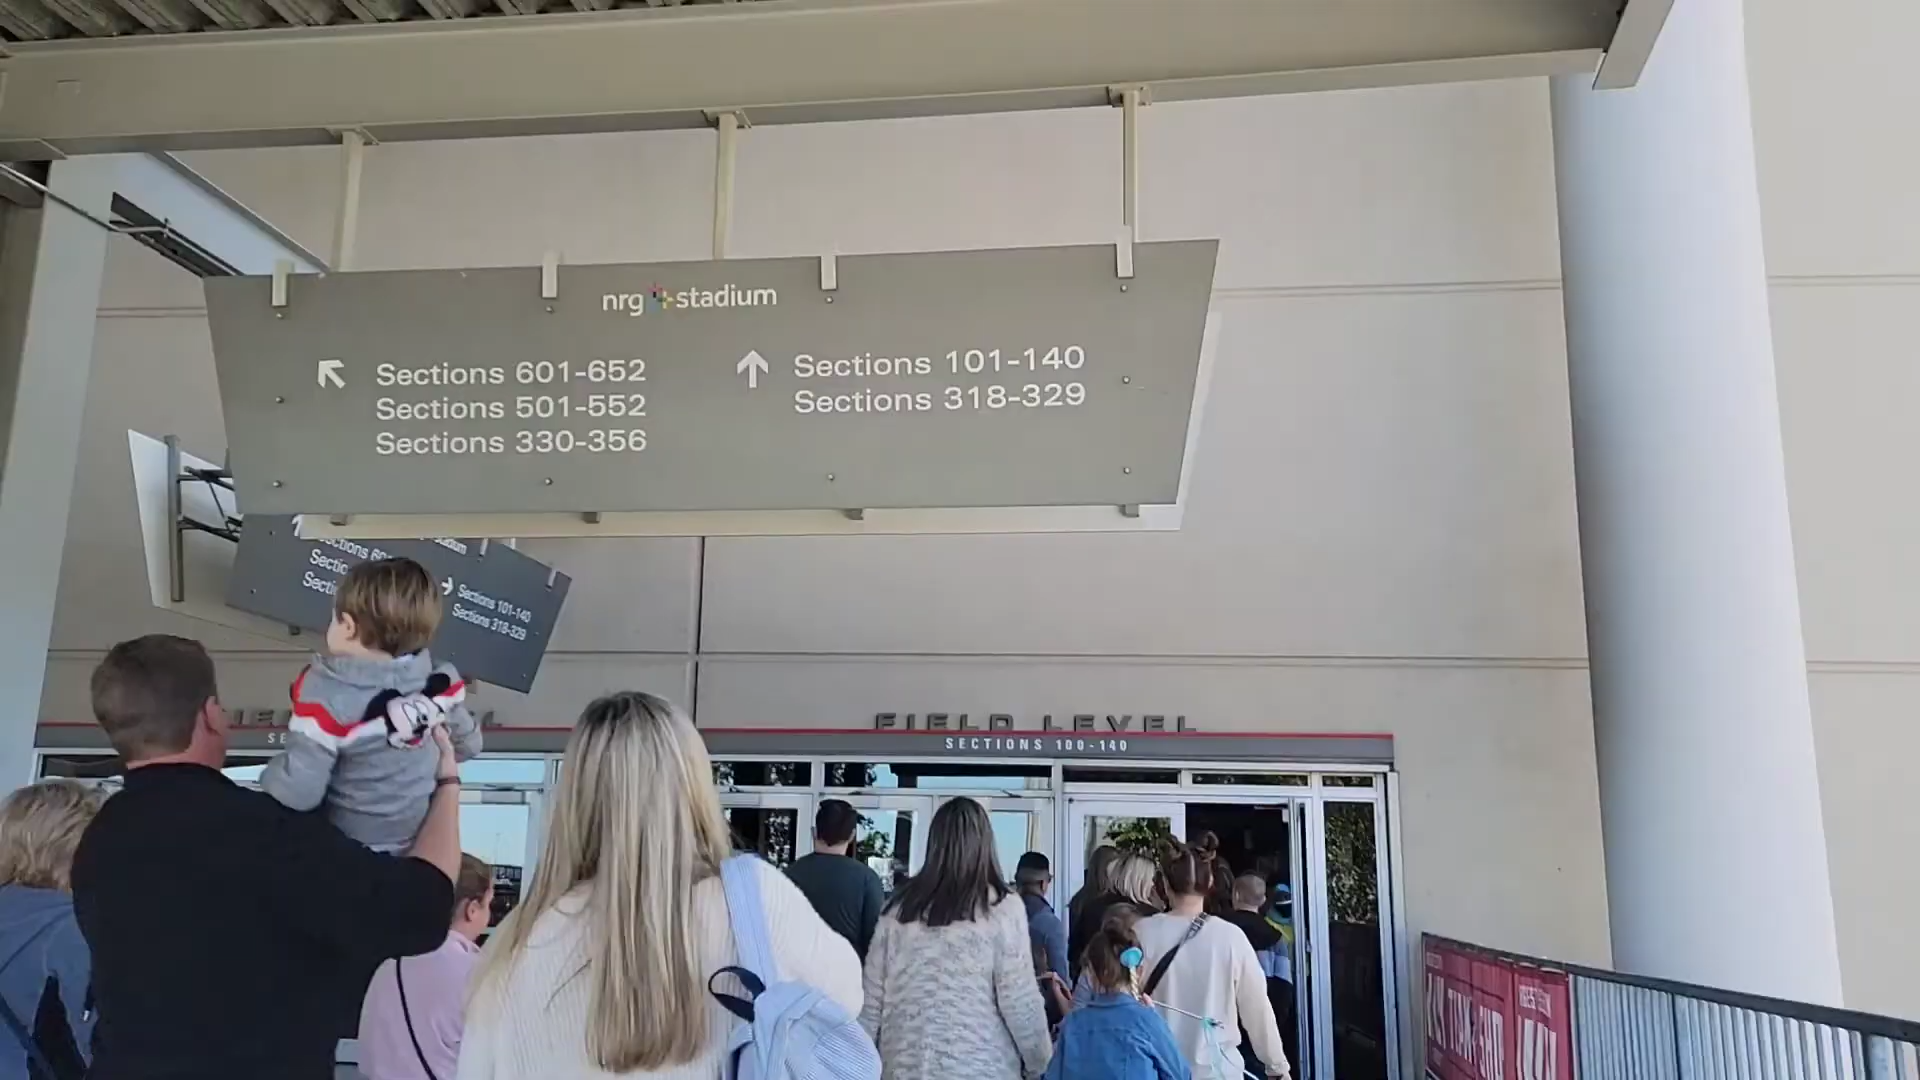 nrg stadium
Sections 601-652
Sections 501-552
Sections 330-356
Sections 101-140
Sections 318-329
Sections 101-140
Sections 318-329
FIELD LEVEL
SECTIONS 100-140